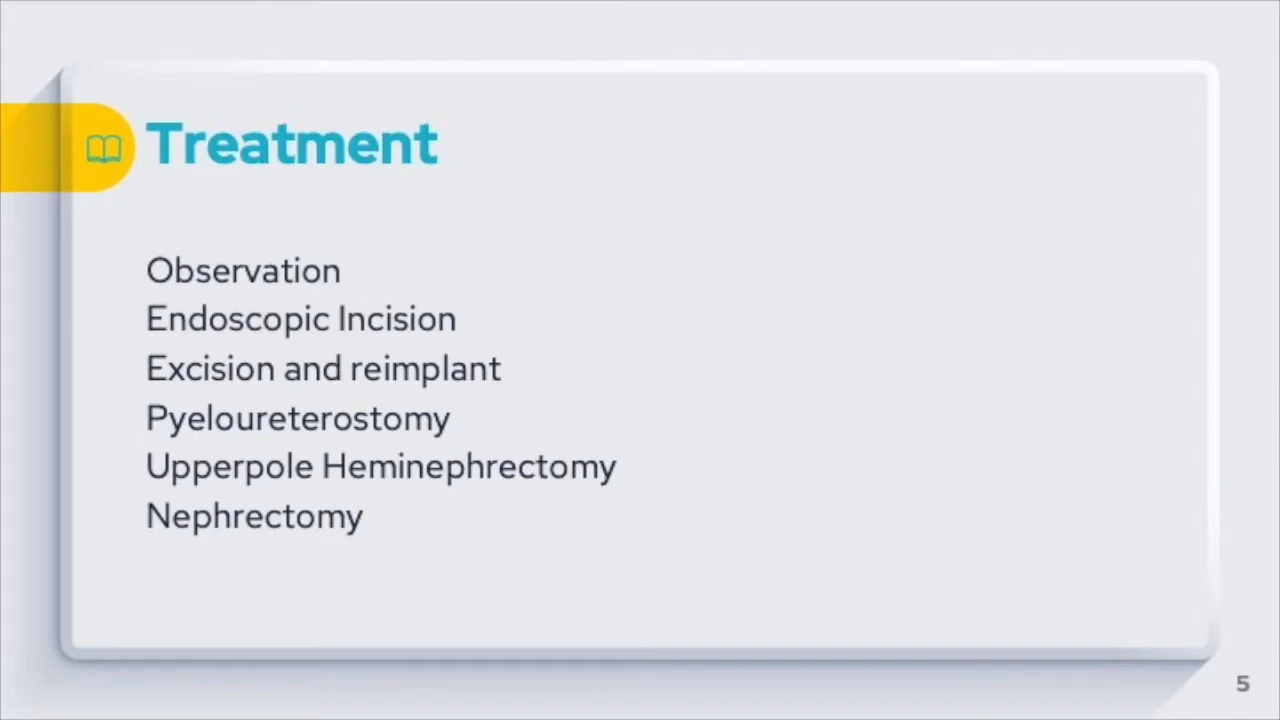 Treatment
Observation
Endoscopic Incision
Excision and reimplant
Pyeloureterostomy
Upperpole Heminephrectomy
Nephrectomy
5